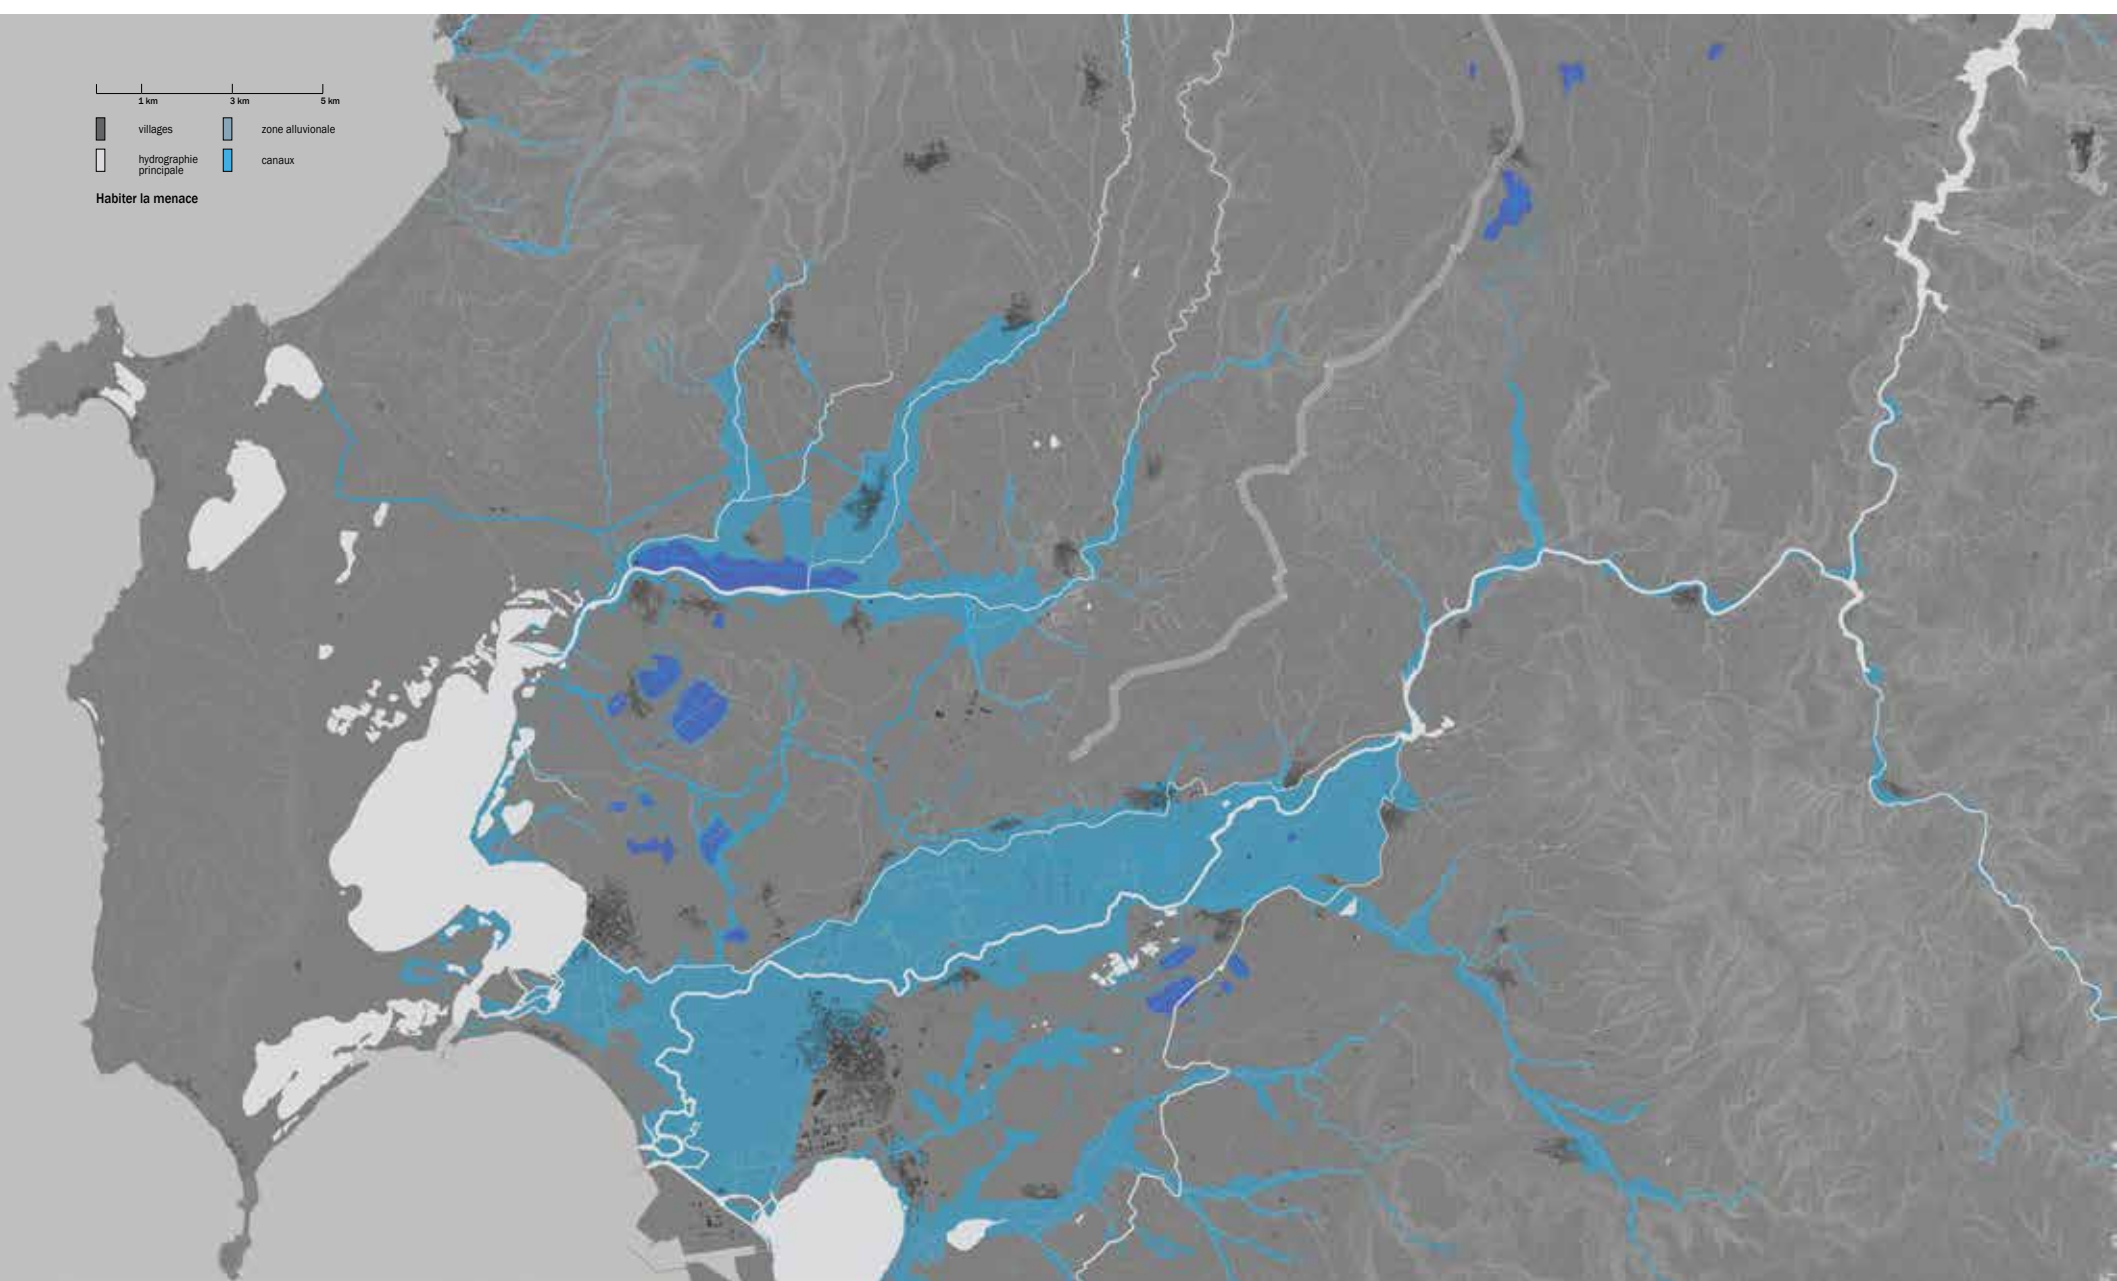 1 km 3 km 5 km
villages
zone alluvionale
hydrographie
principale
canaux
Habiter la menace